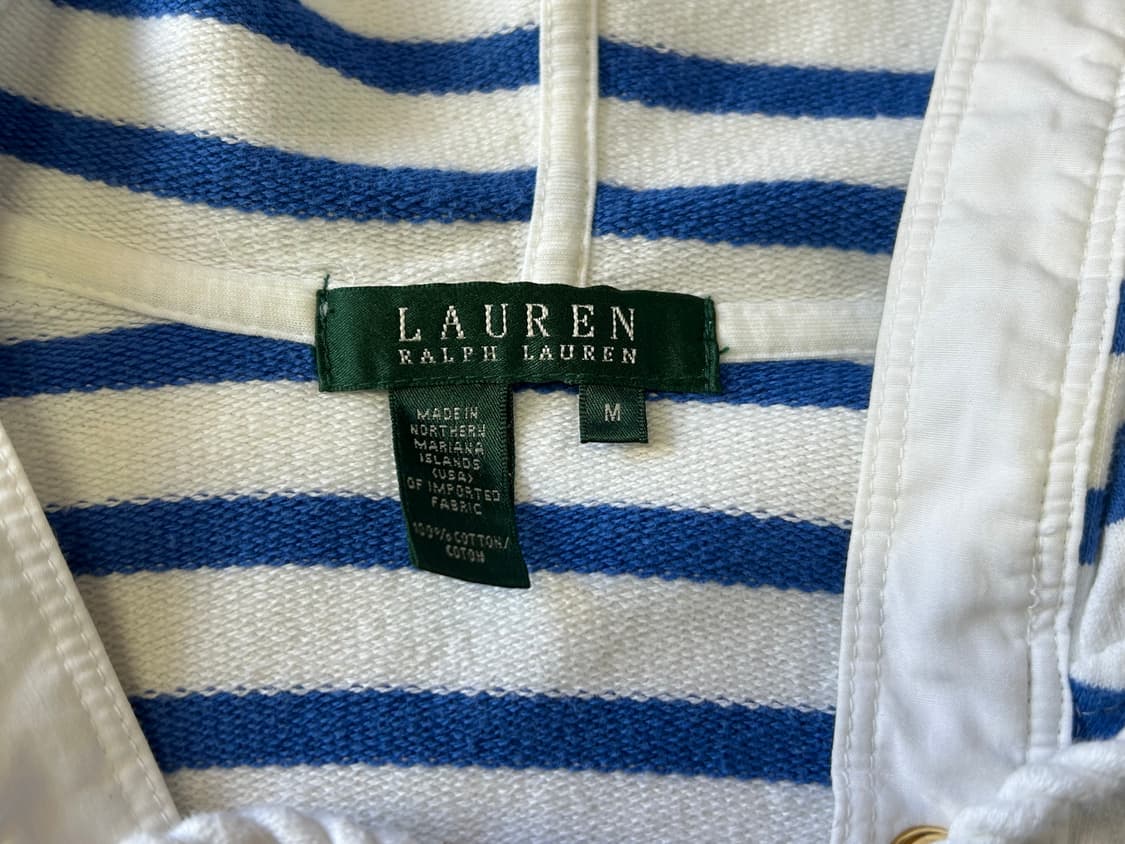 LAUREN
RALPH LAUREN
M
MADE IN
NORTHERN
MARIANA
ISLANDS
(USA)
OF IMPORTED
FABRIC
100% COTTON/
COTON